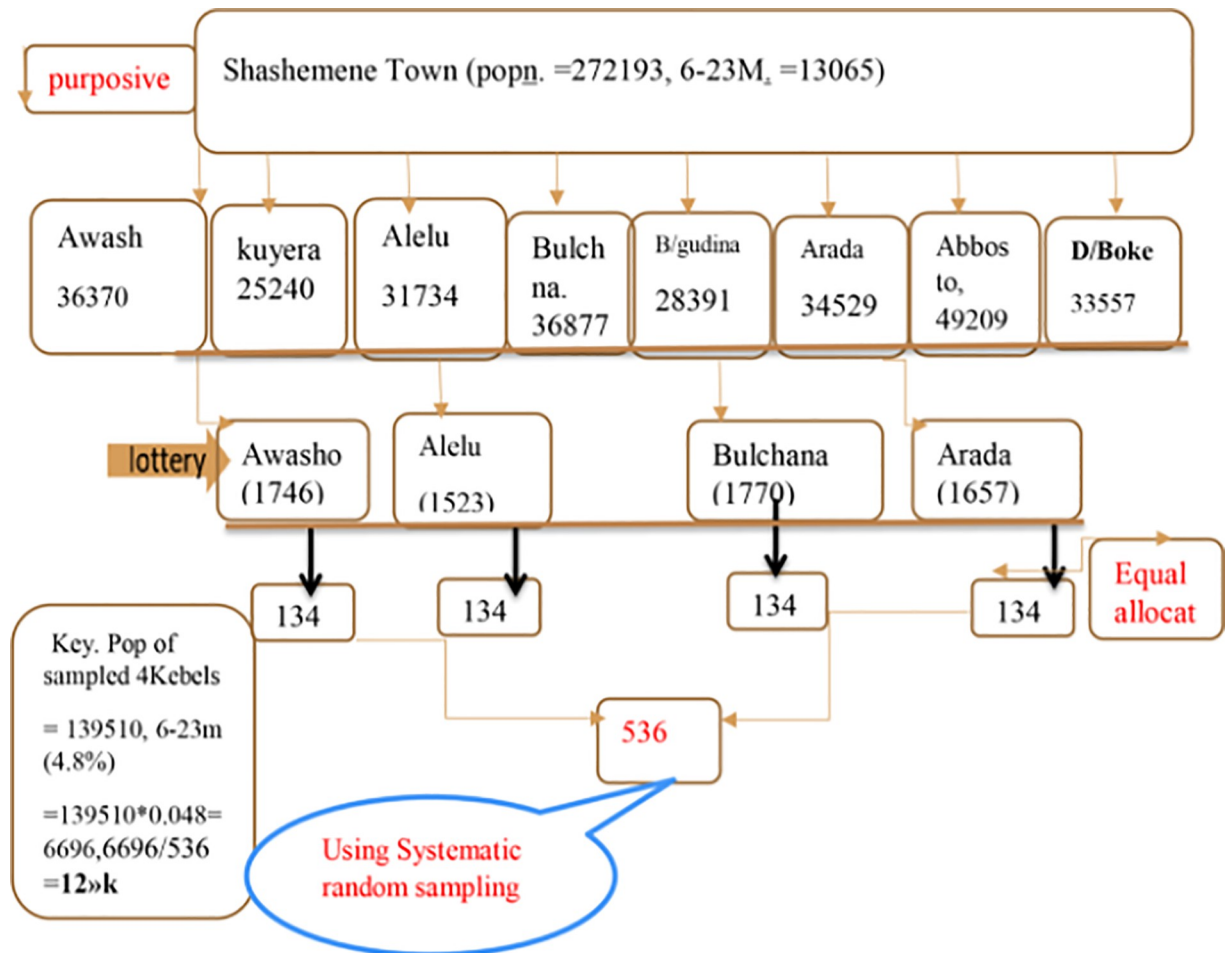 purposive
Shashemene Town (popn. =272193, 6-23M, =13065)
Awash
36370
kuyera
25240
Alelu
31734
Bulch
na.
36877
B/gudina
28391
Arada
34529
Abbos
to,
49209
D/Boke
33557
lottery
Awasho
(1746)
Alelu
(1523)
Bulchana
(1770)
Arada
(1657)
134
134
134
134
Equal
allocat
Key. Pop of
sampled 4Kebels
= 139510, 6-23m
(4.8%)
=139510*0.048=
6696,6696/536
=12»k
536
Using Systematic
random sampling